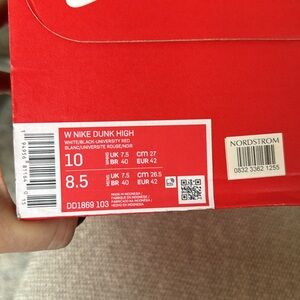 W NIKE DUNK HIGH
WHITE/BLACK-UNIVERSITY RED
BLANC/UNIVERSITE ROUGE/NOIR
10
UK 7.5
CM 27
BR 40
EUR 42
8.5
UK 7.5
CM 26.5
BR 40
EUR 42
DD1869 103
NORDSTROM
0832 3362 1255